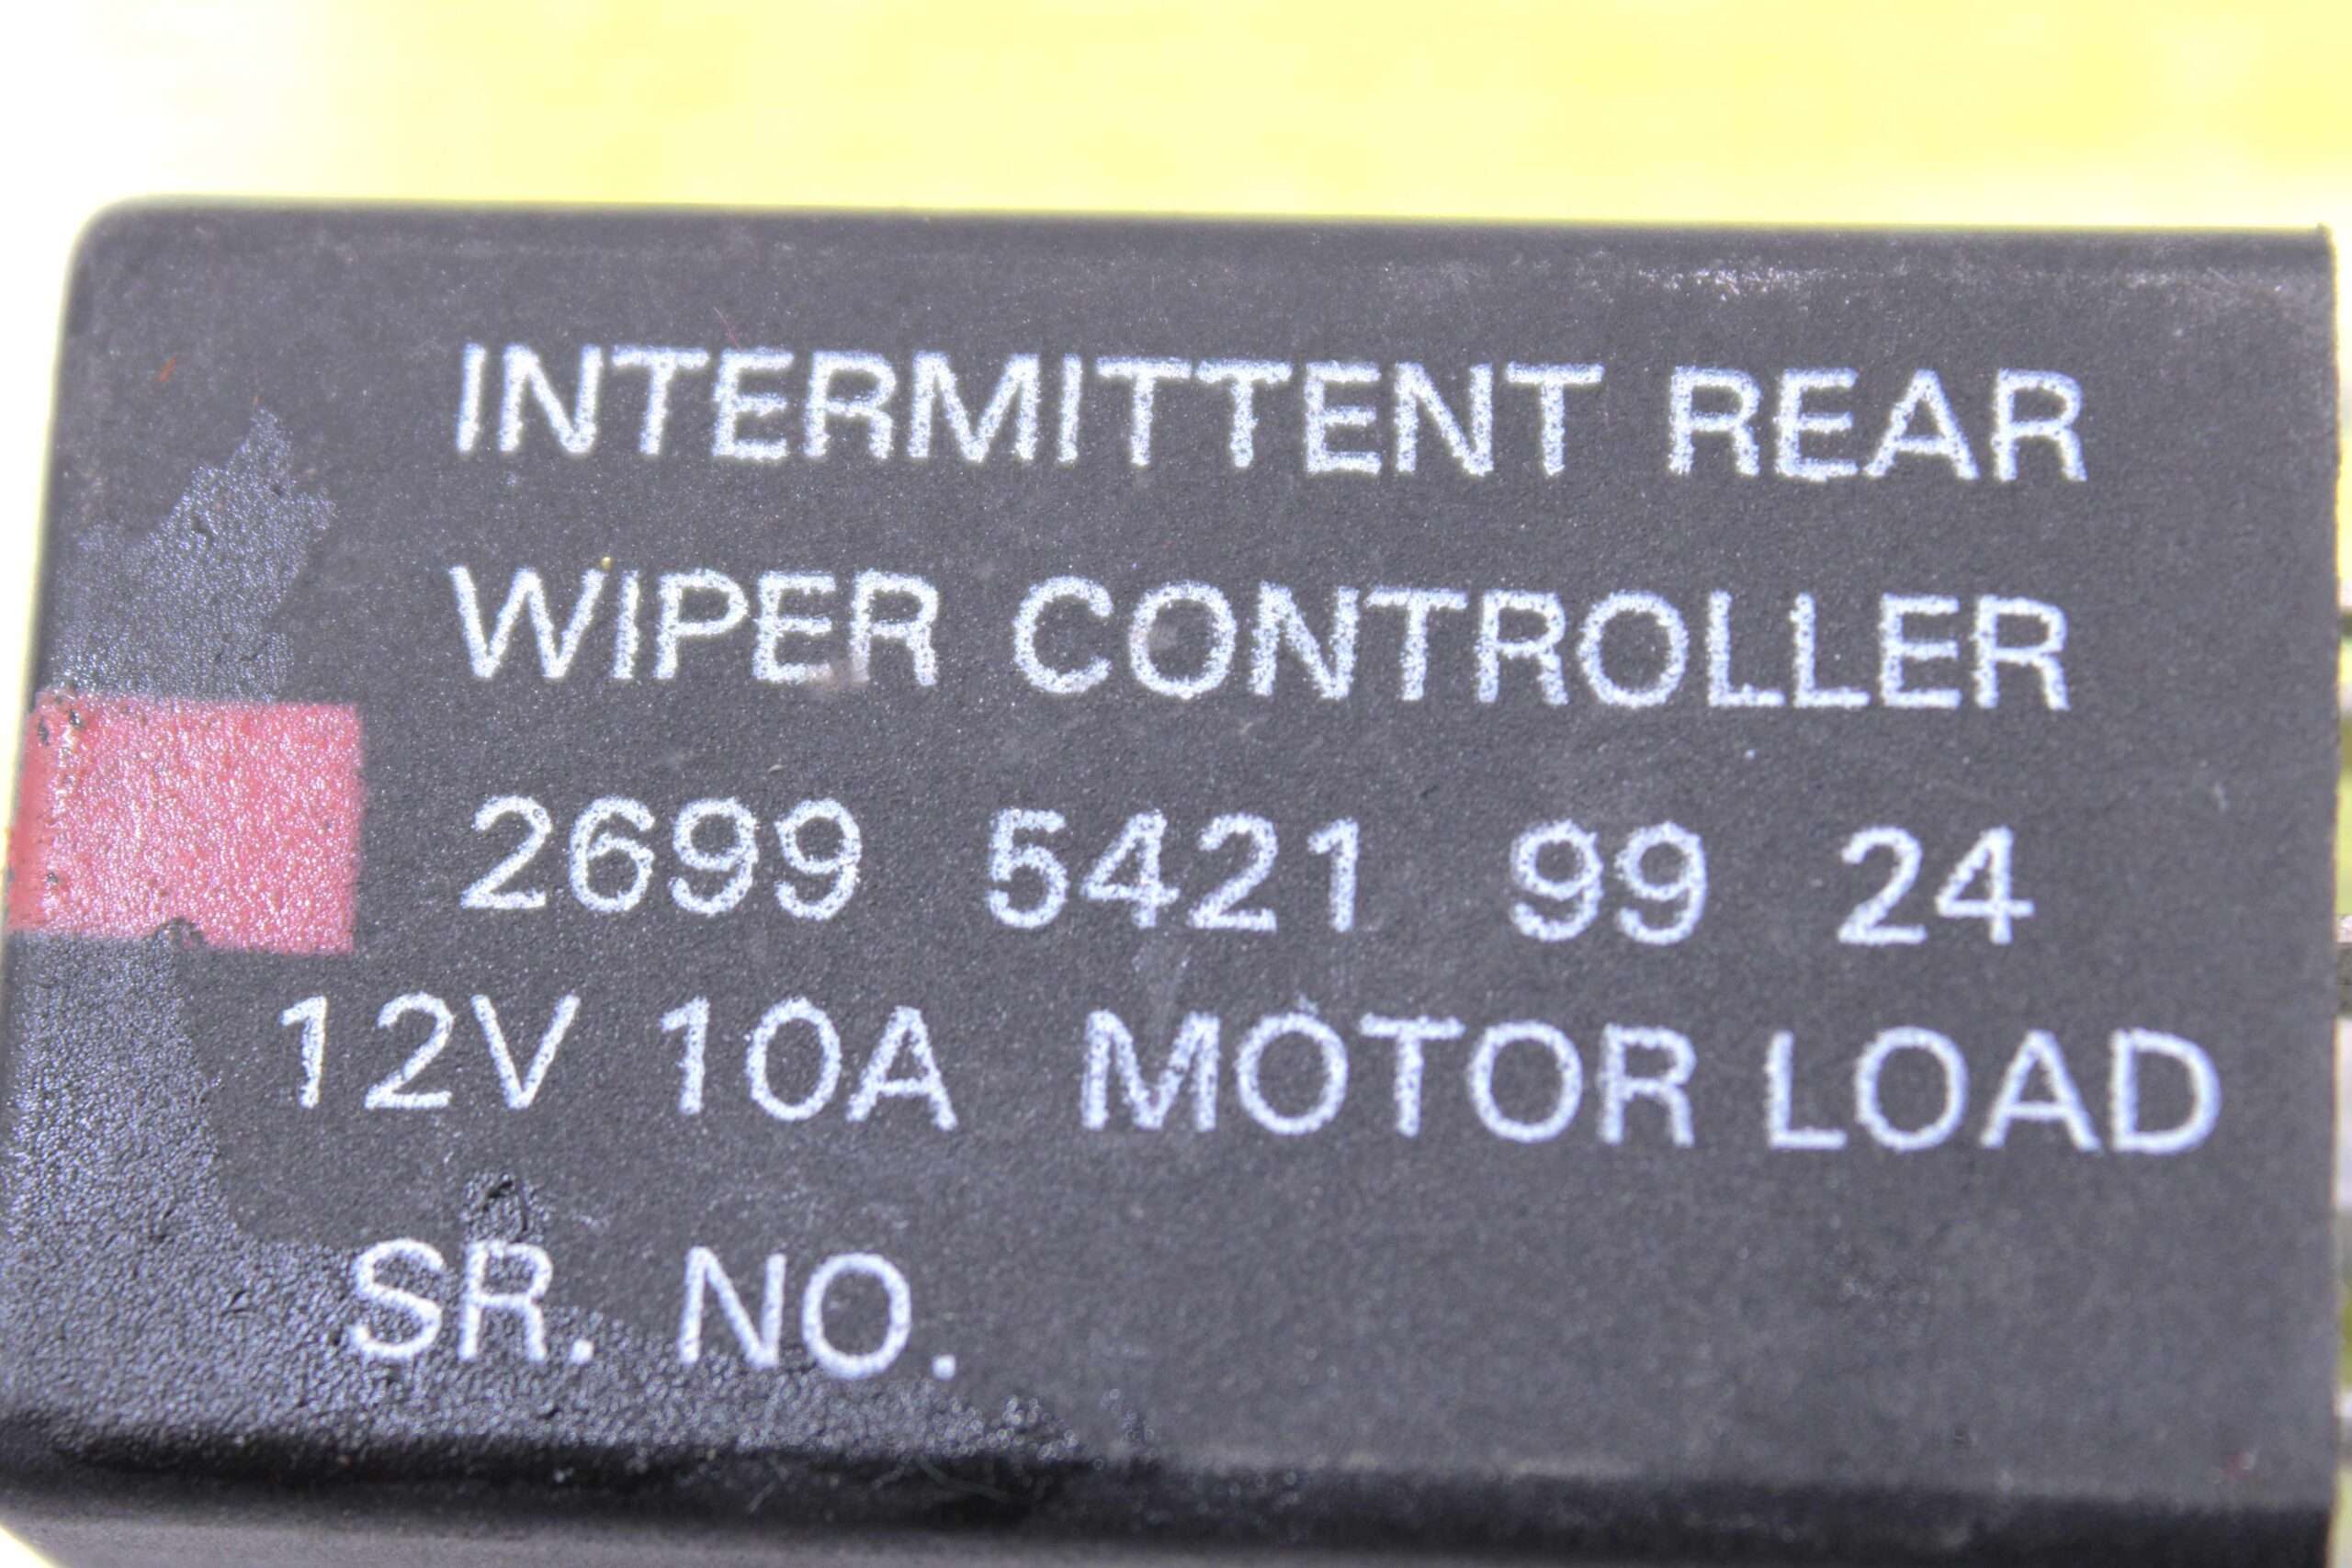 INTERMITTENT REAR
WIPER CONTROLLER
2699 5421 99 24
12V 10A MOTOR LOAD
SR. NO.